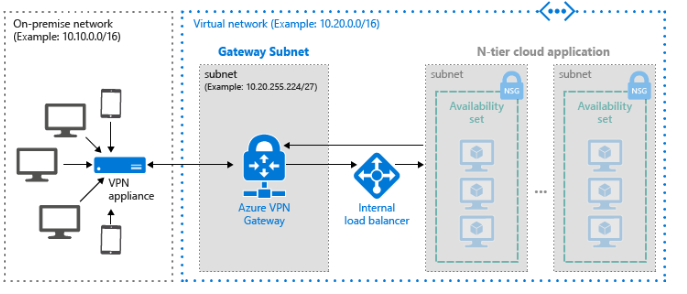 On-premise network
(Example: 10.10.0.0/16)
VPN
appliance
Virtual network (Example: 10.20.0.0/16)
Gateway Subnet
subnet
(Example: 10.20.255.224/27)
Azure VPN
Gateway
Internal
load balancer
N-tier cloud application
subnet
NSG
Availability
set
...
subnet
NSG
Availability
set